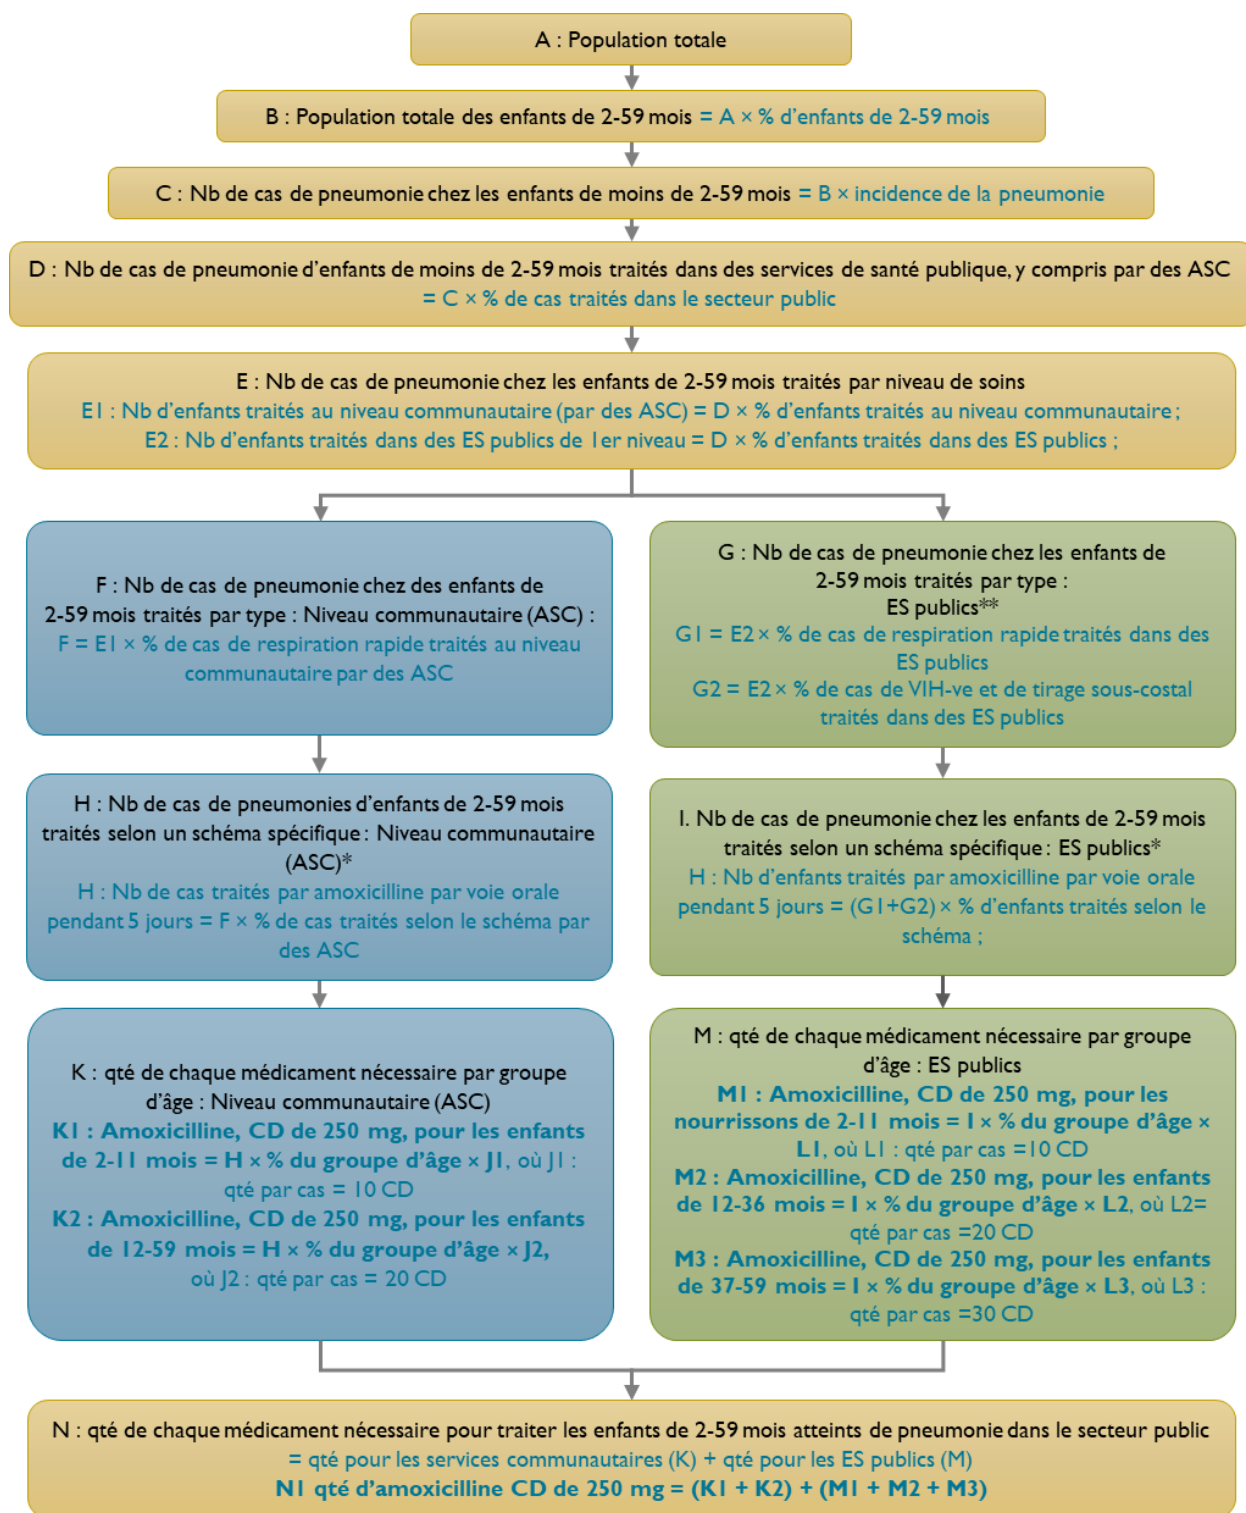 A : Population totale
B : Population totale des enfants de 2-59 mois = A × % d'enfants de 2-59 mois
C : Nb de cas de pneumonie chez les enfants de moins de 2-59 mois = B × incidence de la pneumonie
D : Nb de cas de pneumonie d'enfants de moins de 2-59 mois traités dans des services de santé publique, y compris par des ASC
= C × % de cas traités dans le secteur public
E : Nb de cas de pneumonie chez les enfants de 2-59 mois traités par niveau de soins
E1 : Nb d'enfants traités au niveau communautaire (par des ASC) = D × % d'enfants traités au niveau communautaire ;
E2 : Nb d'enfants traités dans des ES publics de 1er niveau = D × % d'enfants traités dans des ES publics ;
F : Nb de cas de pneumonie chez des enfants de
2-59 mois traités par type : Niveau communautaire (ASC) :
F = E1 × % de cas de respiration rapide traités au niveau
communautaire par des ASC
G : Nb de cas de pneumonie chez les enfants de
2-59 mois traités par type :
ES publics**
G1 = E2 × % de cas de respiration rapide traités dans des
ES publics
G2 = E2 × % de cas de VIH-ve et de tirage sous-costal
traités dans des ES publics
H : Nb de cas de pneumonies d'enfants de 2-59 mois
traités selon un schéma spécifique : Niveau communautaire
(ASC)*
H : Nb de cas traités par amoxicilline par voie orale
pendant 5 jours = F × % de cas traités selon le schéma par
des ASC
I. Nb de cas de pneumonie chez les enfants de 2-59 mois
traités selon un schéma spécifique : ES publics*
H : Nb d'enfants traités par amoxicilline par voie orale
pendant 5 jours = (G1+G2) × % d'enfants traités selon le
schéma ;
K : qté de chaque médicament nécessaire par groupe
d'âge : Niveau communautaire (ASC)
K1 : Amoxicilline, CD de 250 mg, pour les enfants
de 2-11 mois = H × % du groupe d'âge × J1, où J1 :
qté par cas = 10 CD
K2 : Amoxicilline, CD de 250 mg, pour les enfants
de 12-59 mois = H × % du groupe d'âge × J2,
où J2 : qté par cas = 20 CD
M : qté de chaque médicament nécessaire par groupe
d'âge : ES publics
M1 : Amoxicilline, CD de 250 mg, pour les
nourrissons de 2-11 mois = I × % du groupe d'âge ×
L1, où L1 : qté par cas =10 CD
M2 : Amoxicilline, CD de 250 mg, pour les enfants
de 12-36 mois = I × % du groupe d'âge × L2, où L2=
qté par cas =20 CD
M3 : Amoxicilline, CD de 250 mg, pour les enfants
de 37-59 mois = I × % du groupe d'âge × L3, où L3 :
qté par cas =30 CD
N : qté de chaque médicament nécessaire pour traiter les enfants de 2-59 mois atteints de pneumonie dans le secteur public
= qté pour les services communautaires (K) + qté pour les ES publics (M)
N1 qté d'amoxicilline CD de 250 mg = (K1 + K2) + (M1 + M2 + M3)